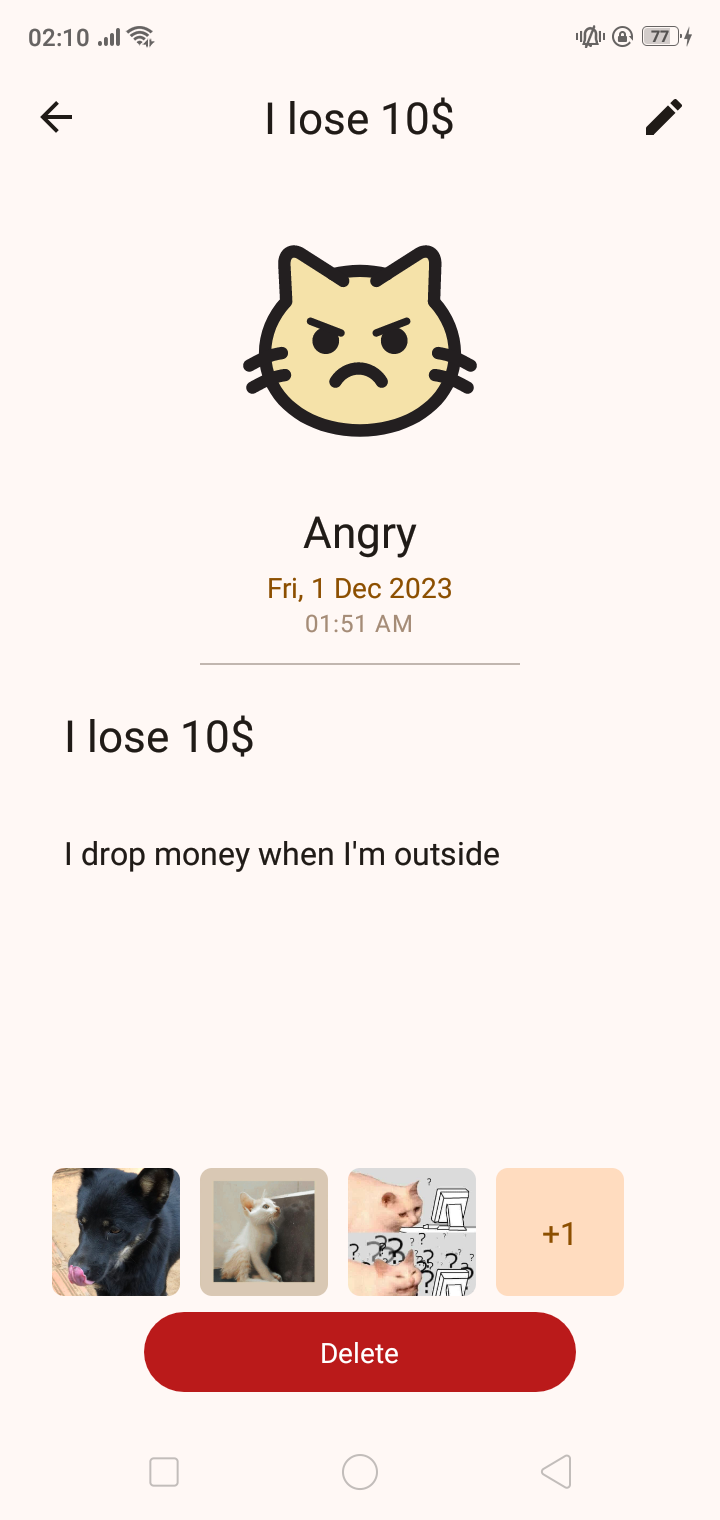 02:10
77
I lose 10$
Angry
Fri, 1 Dec 2023
01:51 AM
I lose 10$
I drop money when I'm outside
? ? ? ? ? ? ? ? ? ? ?
+1
Delete